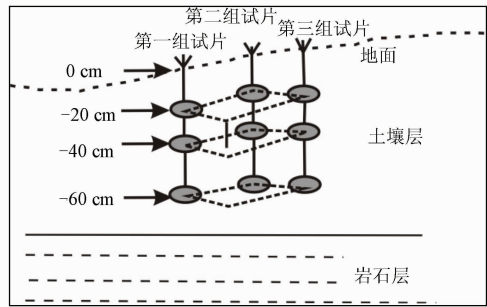 第二组试片
第一组试片
第三组试片
0 cm
地面
−20 cm
−40 cm
土壤层
−60 cm
岩石层